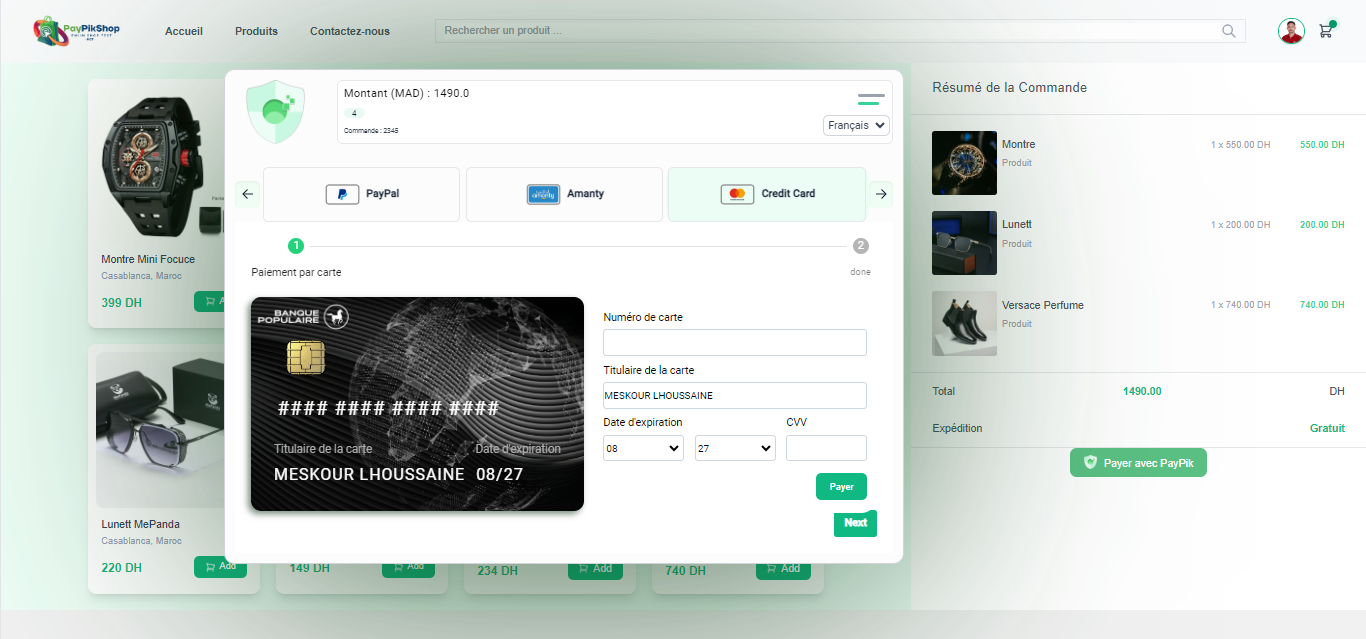 PayPikShop
Accueil
Produits
Contactez-nous
Rechercher un produit ...
Montre Mini Focuce
Casablanca, Maroc
399 DH
Lunett MePanda
Casablanca, Maroc
220 DH
Add
149 DH
Add
234 DH
Add
740 DH
Add
Montant (MAD) : 1490.0
4
Commande : 2345
Français
PayPal
Amanty
Credit Card
1
2
Paiement par carte
done
BANQUE
POPULAIRE
#### #### #### ####
Titulaire de la carte
Date d'expiration
MESKOUR LHOUSSAINE
08/27
Numéro de carte
Titulaire de la carte
MESKOUR LHOUSSAINE
Date d'expiration
CVV
08
27
Payer
Next
Résumé de la Commande
Montre
1 x 550.00 DH
550.00 DH
Produit
Lunett
1 x 200.00 DH
200.00 DH
Produit
Versace Perfume
1 x 740.00 DH
740.00 DH
Produit
Total
1490.00
DH
Expédition
Gratuit
Payer avec PayPik